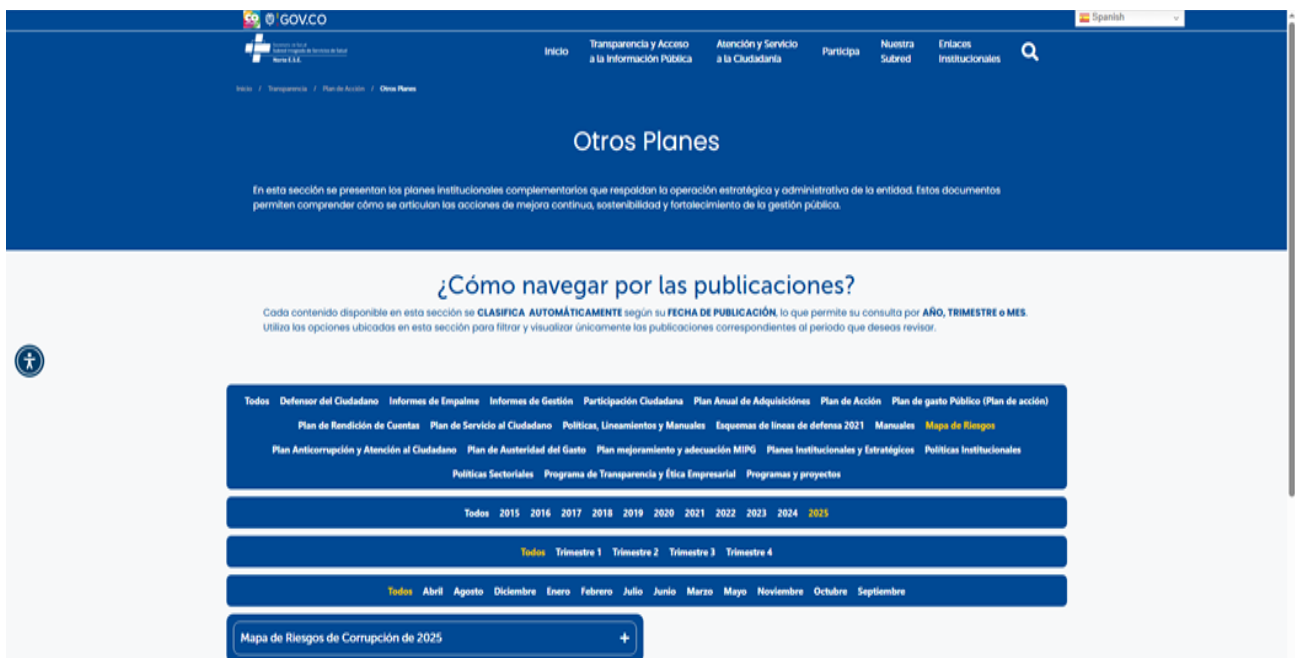 GOV.CO
Spanish
Secretaría de Salud
Subred Integrada de Servicios de Salud
Norte E.S.E.
Inicio
Transparencia y Acceso
a la Información Pública
Atención y Servicio
a la Ciudadanía
Participa
Nuestra
Subred
Enlaces
Institucionales
Inicio / Transparencia / Plan de Acción / Otros Planes
Otros Planes
En esta sección se presentan los planes institucionales complementarios que respaldan la operación estratégica y administrativa de la entidad. Estos documentos
permiten comprender cómo se articulan las acciones de mejora continua, sostenibilidad y fortalecimiento de la gestión pública.
¿Cómo navegar por las publicaciones?
Cada contenido disponible en esta sección se CLASIFICA AUTOMÁTICAMENTE según su FECHA DE PUBLICACIÓN, lo que permite su consulta por AÑO, TRIMESTRE o MES.
Utiliza las opciones ubicadas en esta sección para filtrar y visualizar únicamente las publicaciones correspondientes al periodo que deseas revisar.
Todos Defensor del Ciudadano Informes de Empalme Informes de Gestión Participación Ciudadana Plan Anual de Adquisiciónes Plan de Acción Plan de gasto Público (Plan de acción)
Plan de Rendición de Cuentas Plan de Servicio al Ciudadano Políticas, Lineamientos y Manuales Esquemas de líneas de defensa 2021 Manuales Mapa de Riesgos
Plan Anticorrupción y Atención al Ciudadano Plan de Austeridad del Gasto Plan mejoramiento y adecuación MIPG Planes Institucionales y Estratégicos Políticas Institucionales
Políticas Sectoriales Programa de Transparencia y Ética Empresarial Programas y proyectos
Todos 2015 2016 2017 2018 2019 2020 2021 2022 2023 2024 2025
Todos Trimestre 1 Trimestre 2 Trimestre 3 Trimestre 4
Todos Abril Agosto Diciembre Enero Febrero Julio Junio Marzo Mayo Noviembre Octubre Septiembre
Mapa de Riesgos de Corrupción de 2025 +